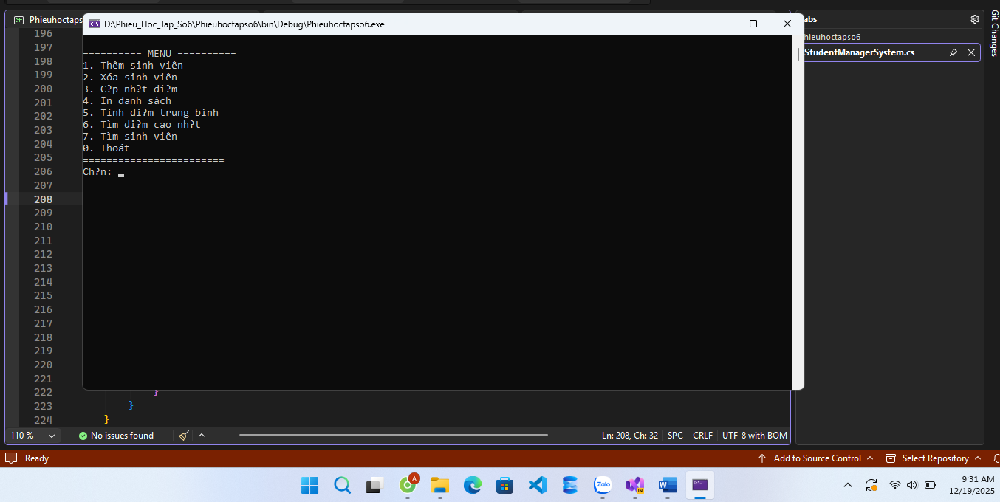 Phieuhoctaps
D:\Phieu_Hoc_Tap_So6\Phieuhoctapso6\bin\Debug\Phieuhoctapso6.exe
abs
hieuhoctapso6
StudentManagerSystem.cs
Git Changes
========== MENU ==========
1. Thêm sinh viên
2. Xóa sinh viên
3. C?p nh?t di?m
4. In danh sách
5. Tính di?m trung bình
6. Tìm di?m cao nh?t
7. Tìm sinh viên
0. Thoát
========================
Ch?n:
196
197
198
199
200
201
202
203
204
205
206
207
208
209
210
211
212
213
214
215
216
217
218
219
220
221
222 }
223 }
224 }
110 % No issues found Ln: 208, Ch: 32 SPC CRLF UTF-8 with BOM
Ready Add to Source Control Select Repository
A
Zalo
IN
W
9:31 AM
12/19/2025